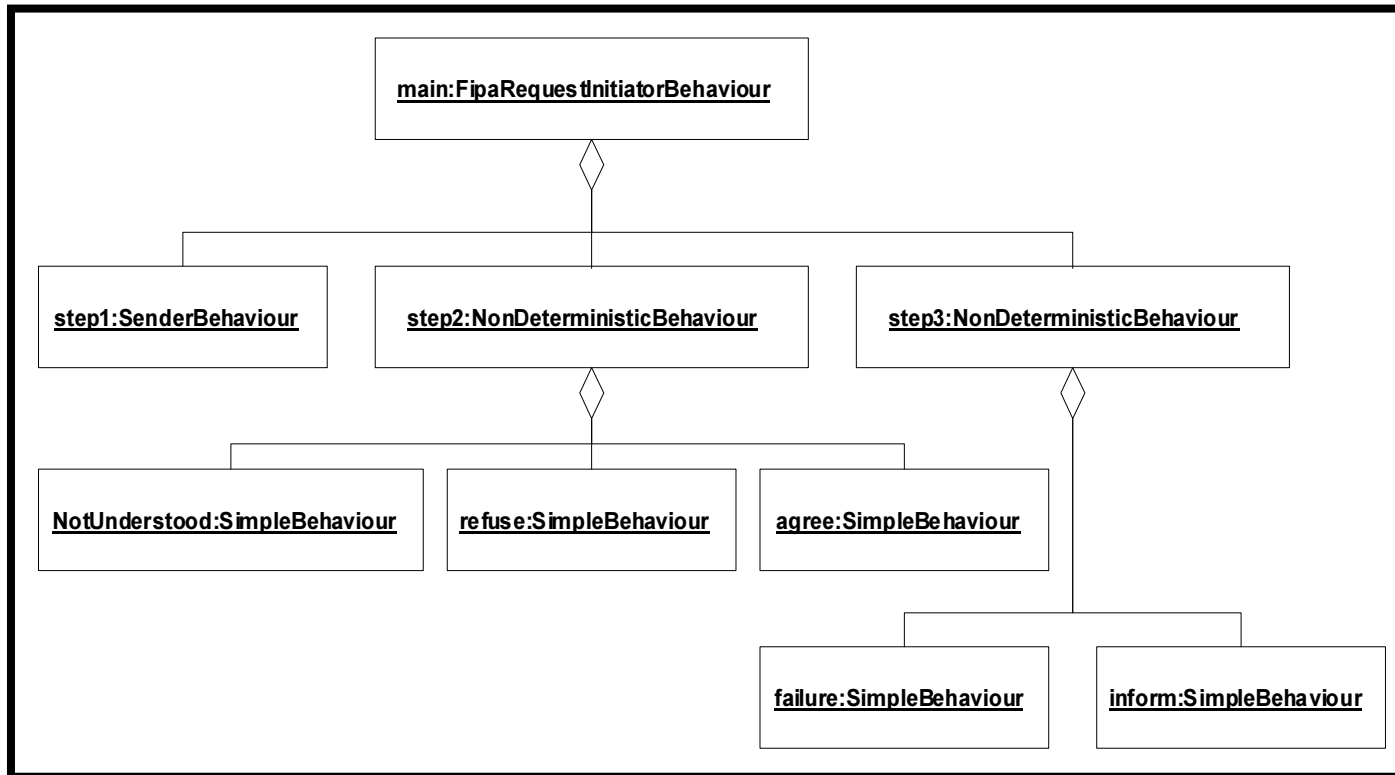 main:FipaRequestInitiatorBehaviour
step1:SenderBehaviour
step2:NonDeterministicBehaviour
step3:NonDeterministicBehaviour
NotUnderstood:SimpleBehaviour
refuse:SimpleBehaviour
agree:SimpleBehaviour
failure:SimpleBehaviour
inform:SimpleBehaviour